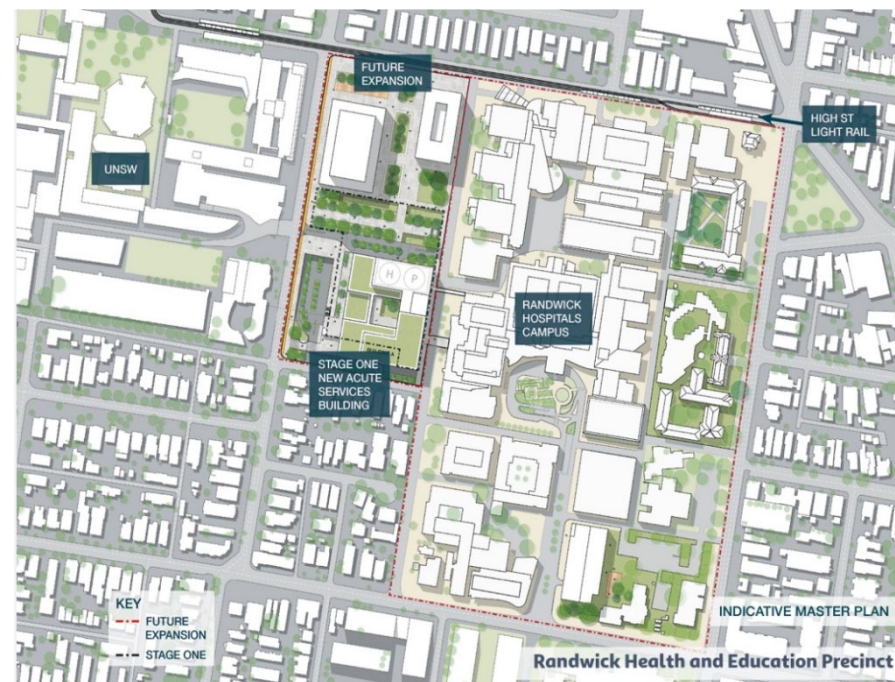 FUTURE
EXPANSION
HIGH ST
LIGHT RAIL
UNSW
H
P
RANDWICK
HOSPITALS
CAMPUS
STAGE ONE
NEW ACUTE
SERVICES
BUILDING
KEY
FUTURE
EXPANSION
STAGE ONE
INDICATIVE MASTER PLAN
Randwick Health and Education Precinct